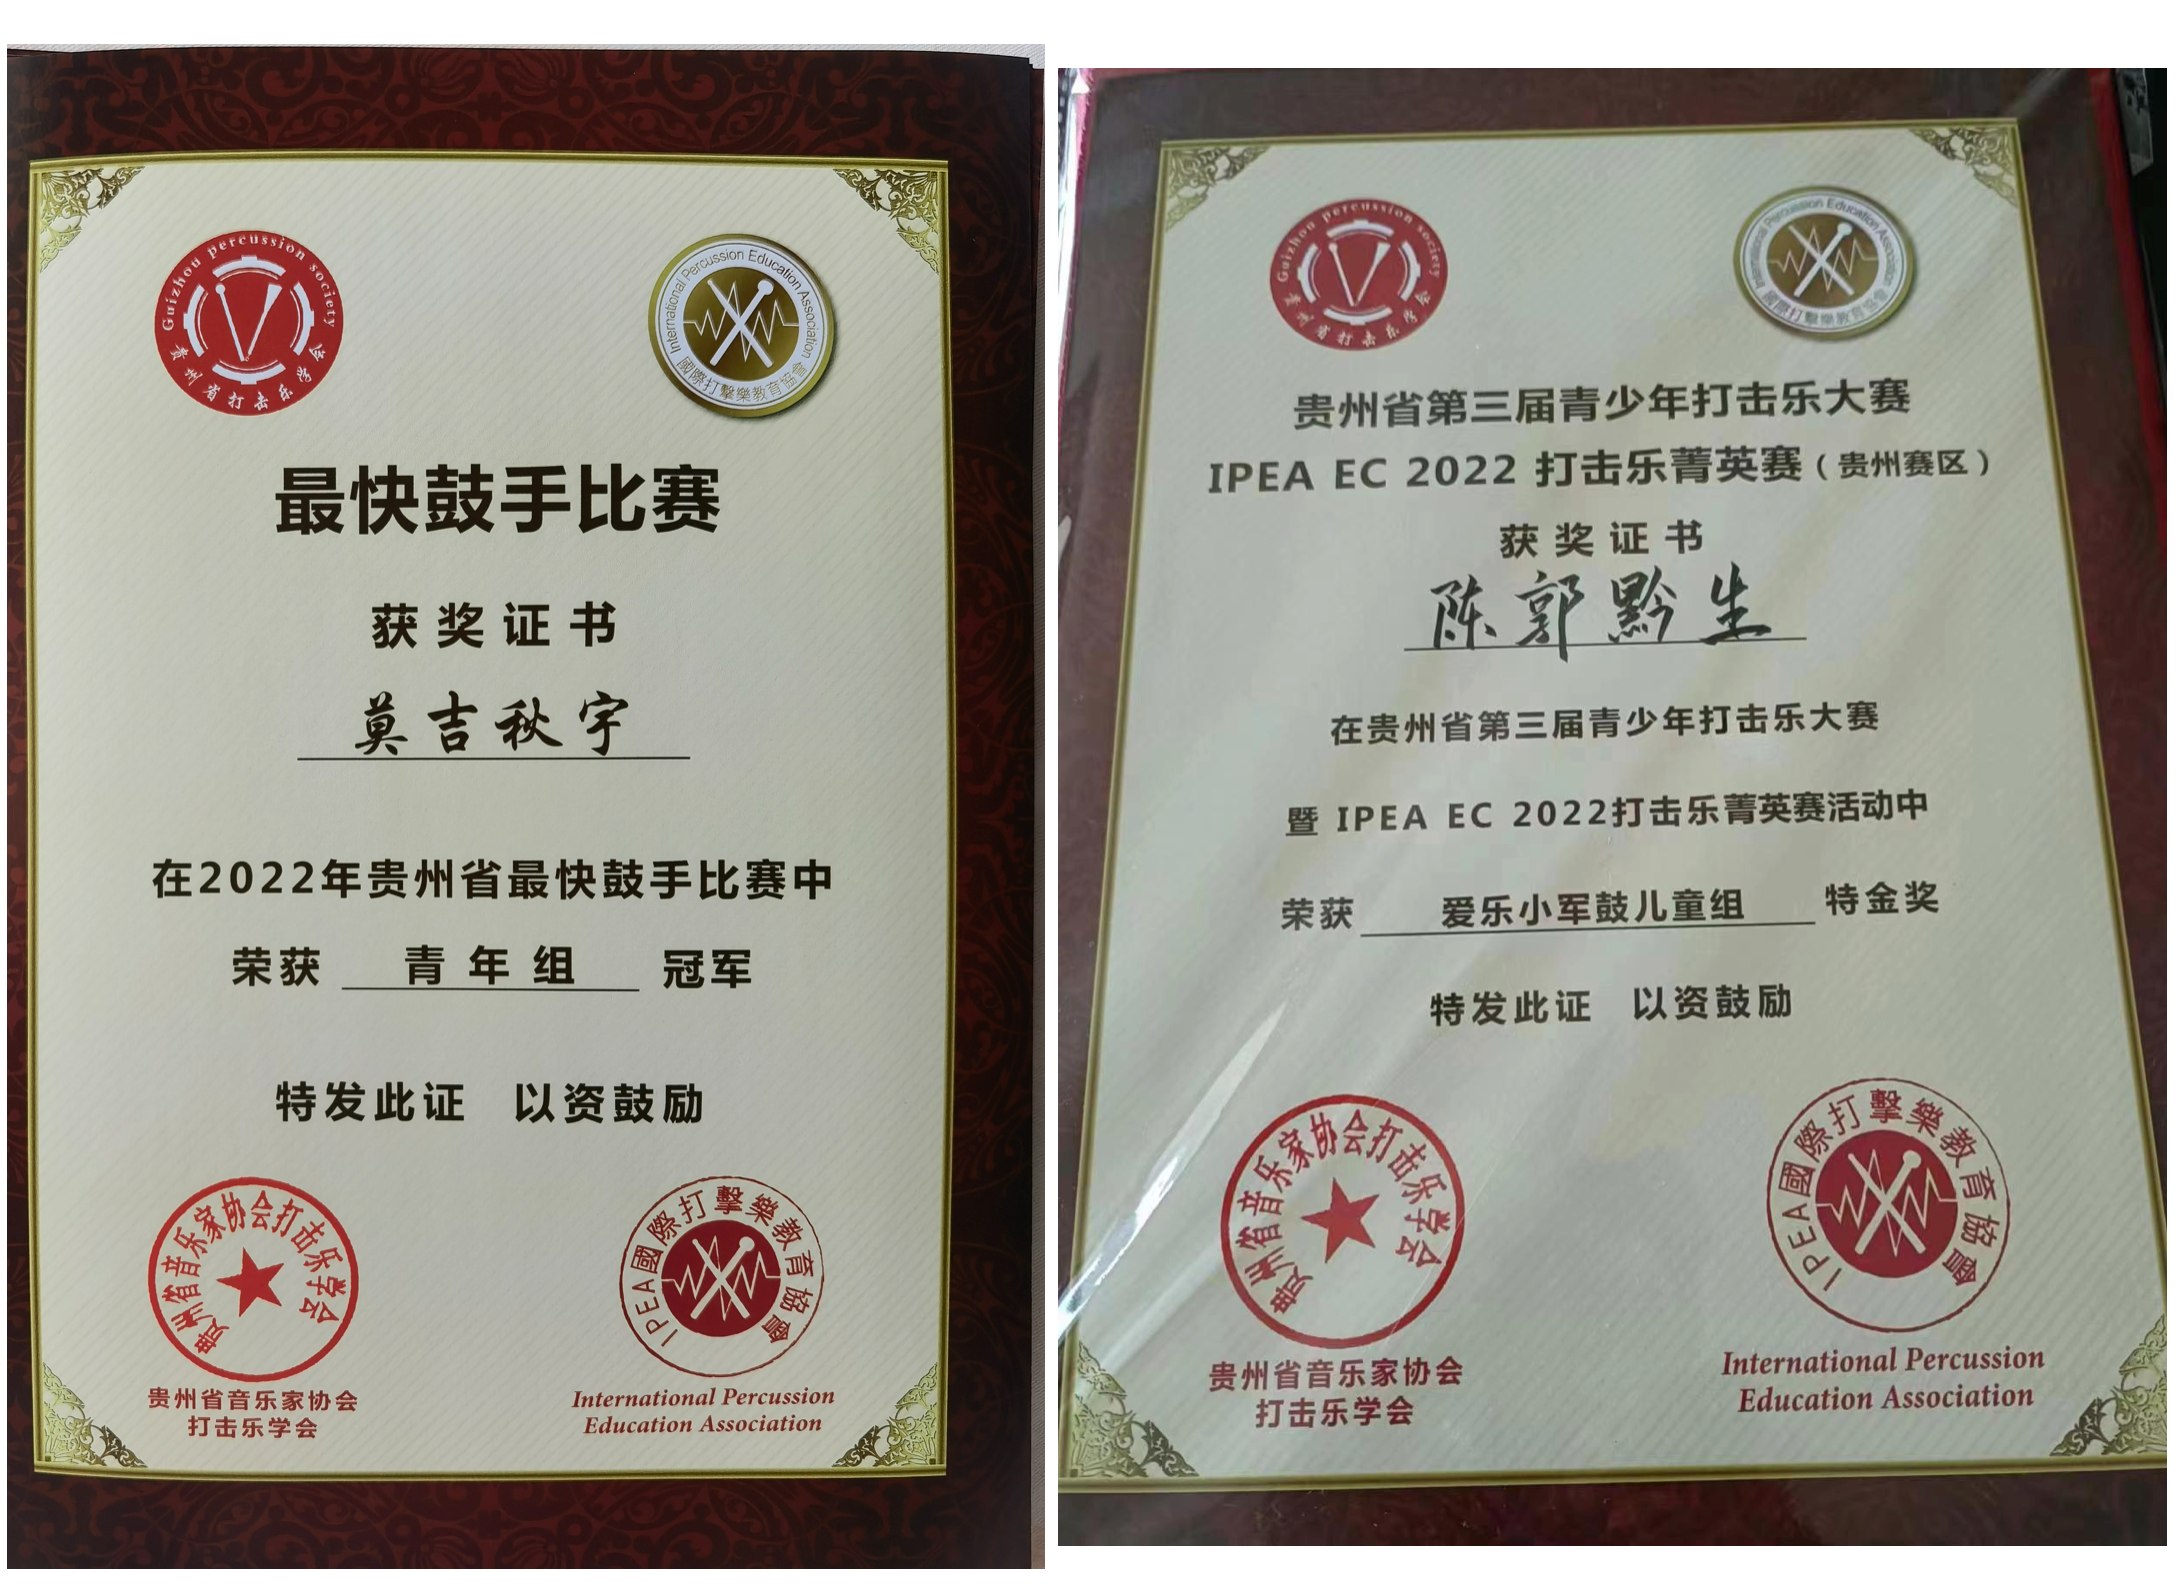 Guizhou percussion society
贵州省打击乐学会
International Percussion Education Association
國際打擊樂教育協會
最快鼓手比赛
获奖证书
莫吉秋宇
在2022年贵州省最快鼓手比赛中
荣获 青年组 冠军
特发此证 以资鼓励
贵州省音乐家协会打击乐学会
IPEA國際打擊樂教育協會
贵州省音乐家协会
打击乐学会
International Percussion
Education Association
Guizhou percussion society
贵州省打击乐学会
International Percussion Education Association
國際打擊樂教育協會
贵州省第三届青少年打击乐大赛
IPEA EC 2022 打击乐菁英赛（贵州赛区）
获奖证书
陈郭黔生
在贵州省第三届青少年打击乐大赛
暨 IPEA EC 2022打击乐菁英赛活动中
荣获 爱乐小军鼓儿童组 特金奖
特发此证 以资鼓励
贵州省音乐家协会打击乐学会
IPEA國際打擊樂教育協會
贵州省音乐家协会
打击乐学会
International Percussion
Education Association